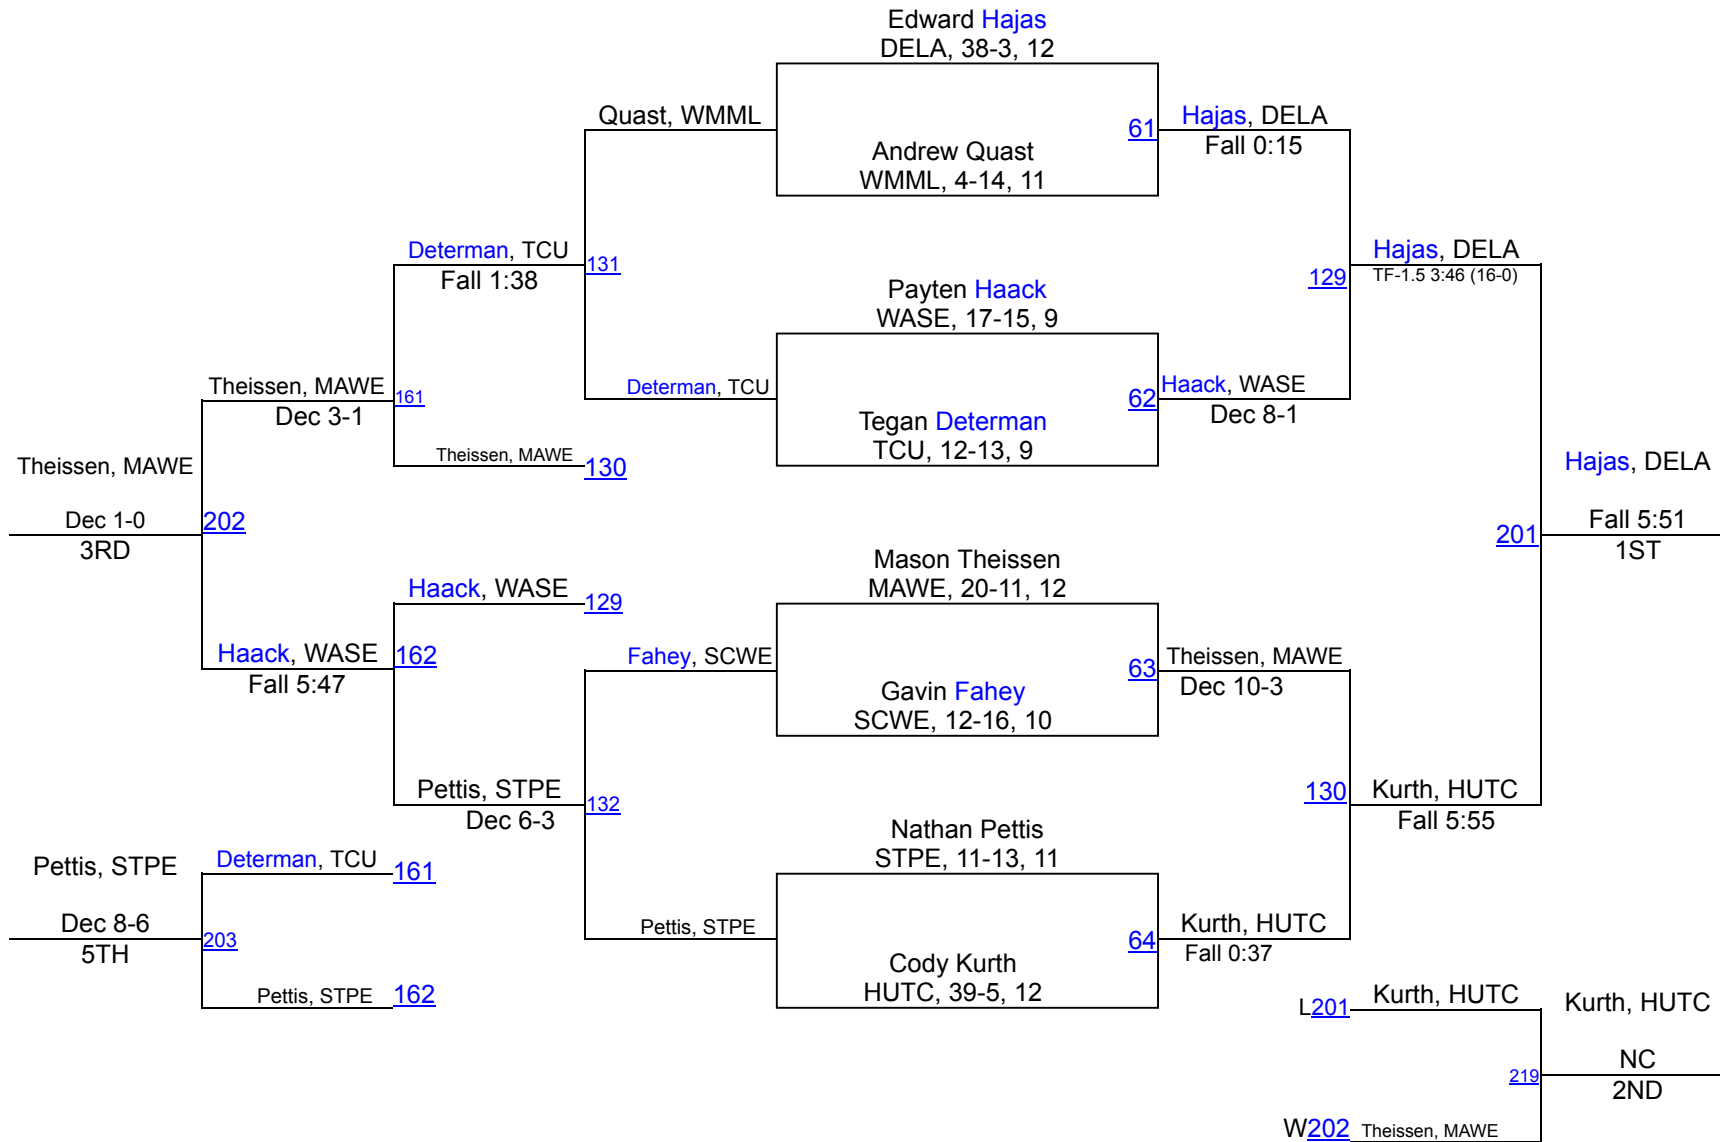 Edward Hajas
DELA, 38-3, 12
Quast, WMML
61
Hajas, DELA
Fall 0:15
Andrew Quast
WMML, 4-14, 11
Determan, TCU
Fall 1:38
131
Payten Haack
WASE, 17-15, 9
129
Hajas, DELA
TF-1.5 3:46 (16-0)
Theissen, MAWE
Dec 3-1
161
Determan, TCU
62
Haack, WASE
Dec 8-1
Tegan Determan
TCU, 12-13, 9
Theissen, MAWE
130
Theissen, MAWE
Dec 1-0
3RD
202
Hajas, DELA
Fall 5:51
1ST
201
Mason Theissen
MAWE, 20-11, 12
Haack, WASE
129
Haack, WASE
Fall 5:47
162
Fahey, SCWE
63
Theissen, MAWE
Dec 10-3
Gavin Fahey
SCWE, 12-16, 10
Pettis, STPE
Dec 6-3
132
130
Kurth, HUTC
Fall 5:55
Nathan Pettis
STPE, 11-13, 11
Pettis, STPE
Dec 8-6
5TH
Determan, TCU
161
203
Pettis, STPE
162
Pettis, STPE
64
Kurth, HUTC
Fall 0:37
Cody Kurth
HUTC, 39-5, 12
L201
Kurth, HUTC
Kurth, HUTC
NC
2ND
219
W202
Theissen, MAWE